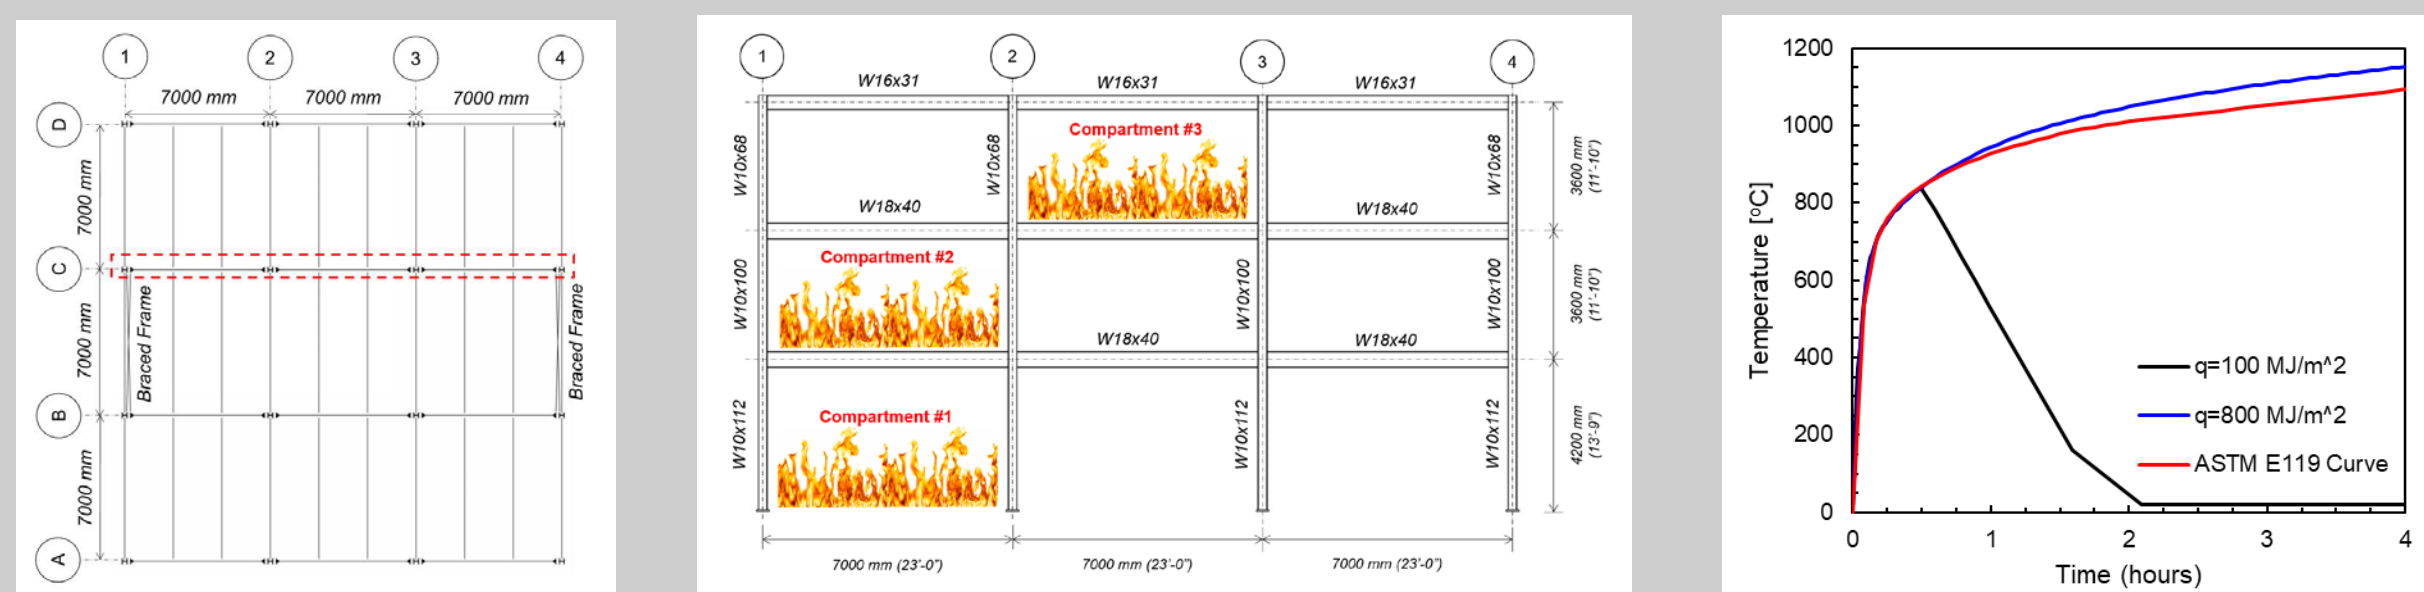 1 2 3 4
7000 mm 7000 mm 7000 mm
D
7000 mm
C
7000 mm
Braced Frame
Braced Frame
B
7000 mm
A
1 2 3 4
W16x31 W16x31 W16x31
Compartment #3
W10x68 W10x68 W10x68
3600 mm
(11'-10")
W18x40 W18x40
Compartment #2
W10x100 W10x100 W10x100
3600 mm
(11'-10")
W18x40 W18x40
Compartment #1
W10x112 W10x112 W10x112
4200 mm
(13'-9")
7000 mm (23'-0") 7000 mm (23'-0") 7000 mm (23'-0")
Temperature [ºC]
1200
1000
800
600
400
200
0
q=100 MJ/m^2
q=800 MJ/m^2
ASTM E119 Curve
0 1 2 3 4
Time (hours)